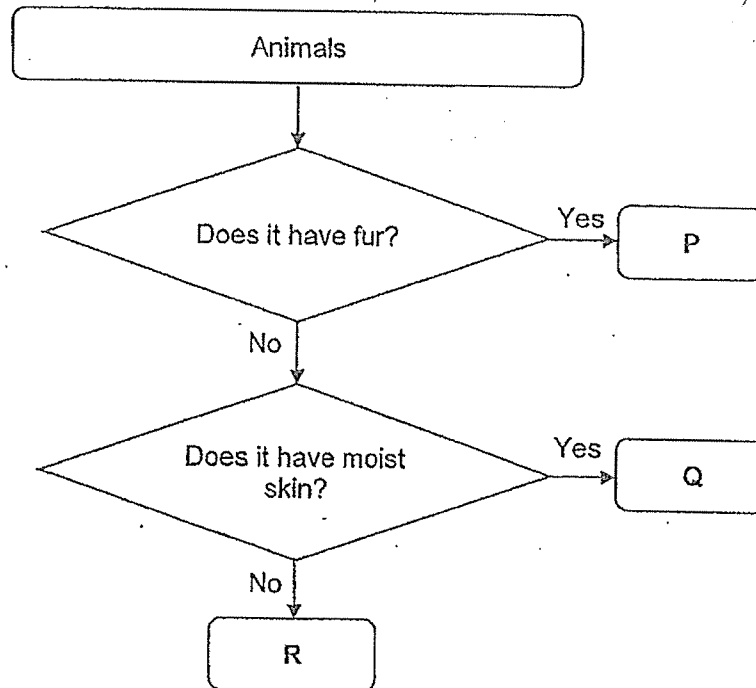 Animals
Does it have fur?
Yes
P
No
Does it have moist
skin?
Yes
Q
No
R